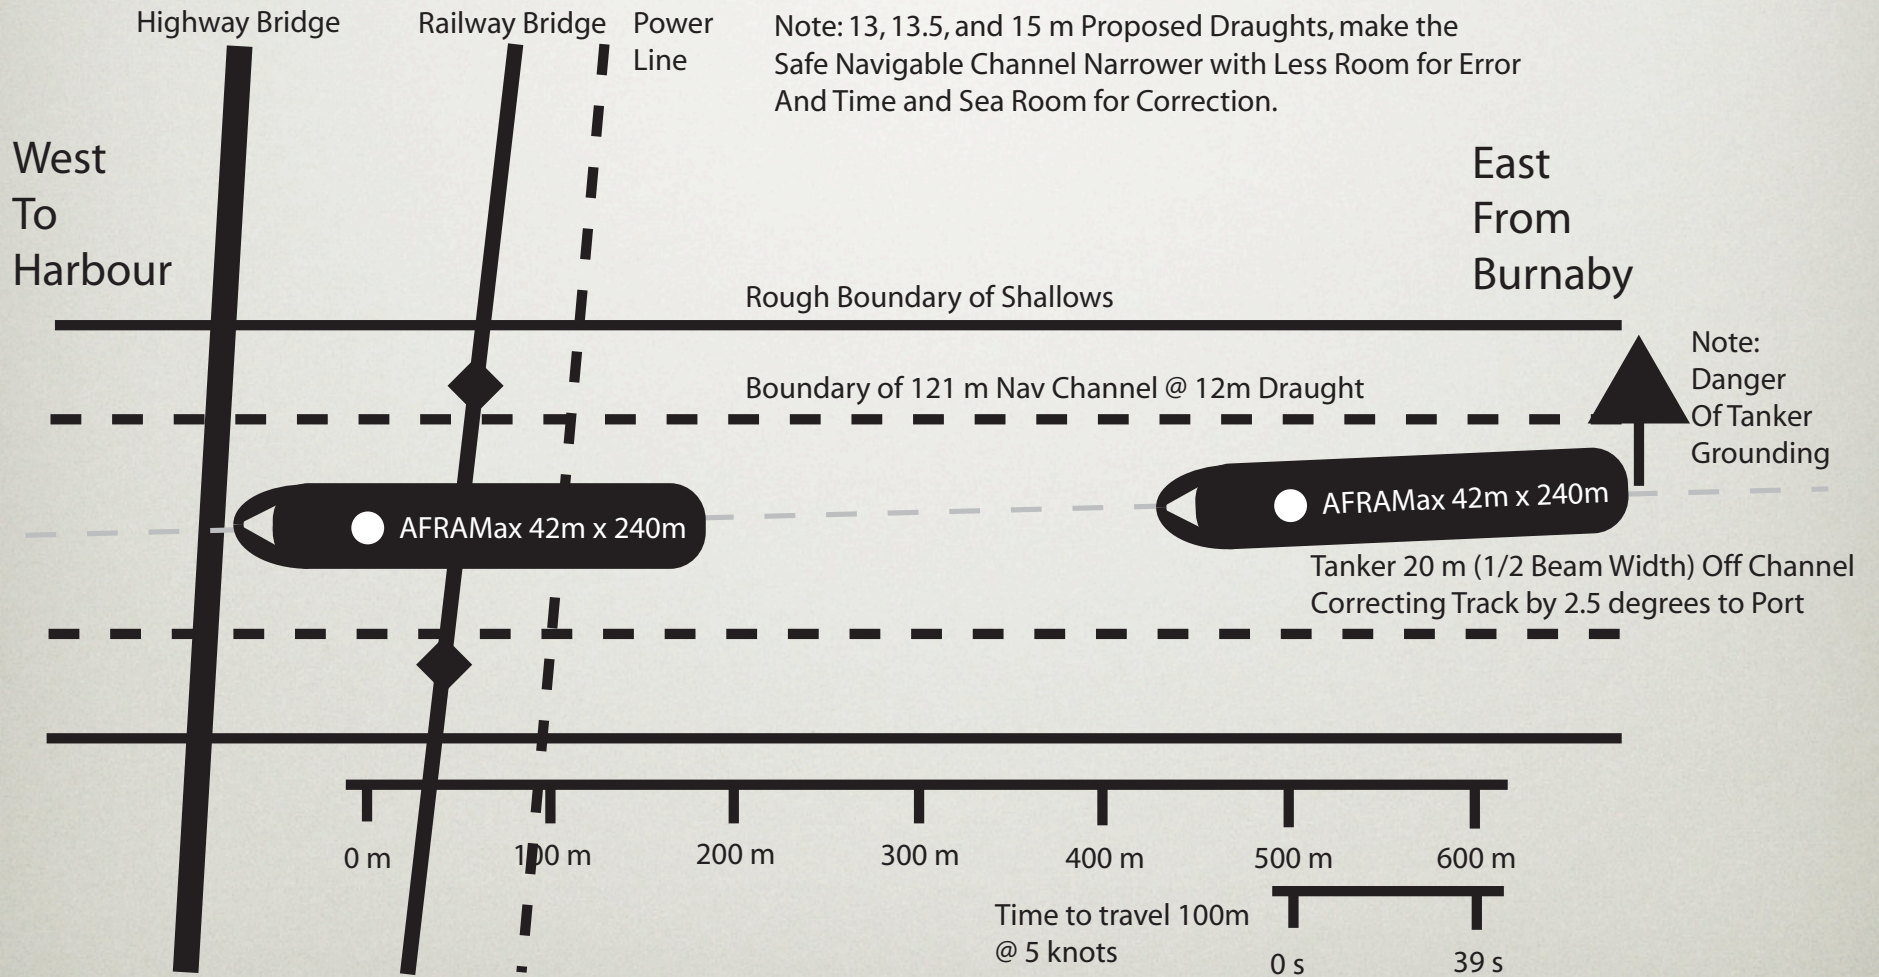 Highway Bridge
Railway Bridge
Power
Line
Note: 13, 13.5, and 15 m Proposed Draughts, make the
Safe Navigable Channel Narrower with Less Room for Error
And Time and Sea Room for Correction.
West
To
Harbour
East
From
Burnaby
Rough Boundary of Shallows
Note:
Danger
Of Tanker
Grounding
Boundary of 121 m Nav Channel @ 12m Draught
AFRAMax 42m x 240m
AFRAMax 42m x 240m
Tanker 20 m (1/2 Beam Width) Off Channel
Correcting Track by 2.5 degrees to Port
0 m
100 m
200 m
300 m
400 m
500 m
600 m
Time to travel 100m
@ 5 knots
0 s
39 s